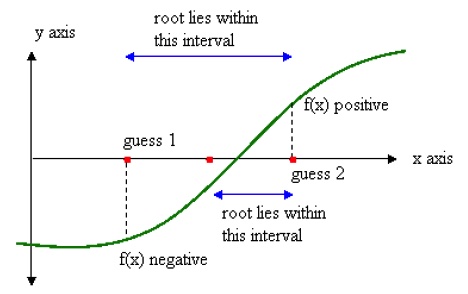 root lies within
this interval
y axis
f(x) positive
guess 1
x axis
guess 2
root lies within
this interval
f(x) negative